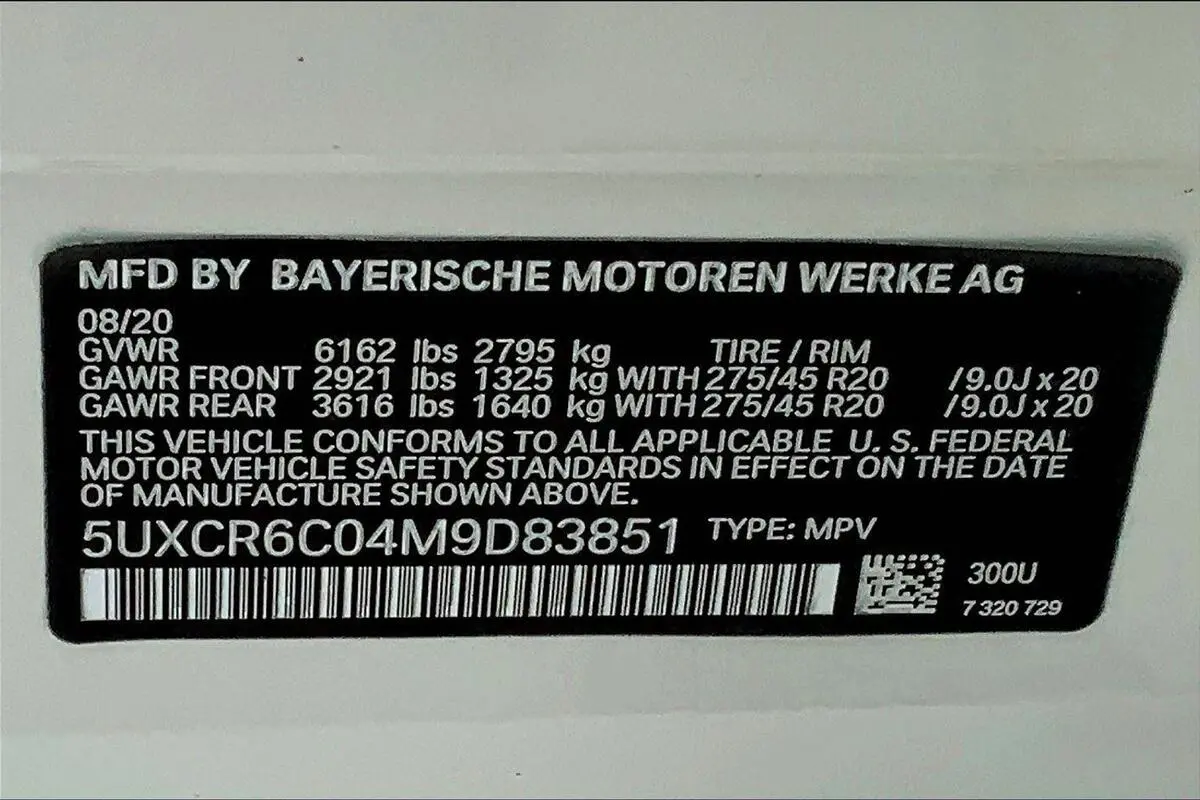 MFD BY BAYERISCHE MOTOREN WERKE AG
08/20
GVWR 6162 lbs 2795 kg TIRE / RIM
GAWR FRONT 2921 lbs 1325 kg WITH 275/45 R20 /9.0J x 20
GAWR REAR 3616 lbs 1640 kg WITH 275/45 R20 /9.0J x 20
THIS VEHICLE CONFORMS TO ALL APPLICABLE U. S. FEDERAL
MOTOR VEHICLE SAFETY STANDARDS IN EFFECT ON THE DATE
OF MANUFACTURE SHOWN ABOVE.
5UXCR6C04M9D83851 TYPE: MPV
300U
7 320 729